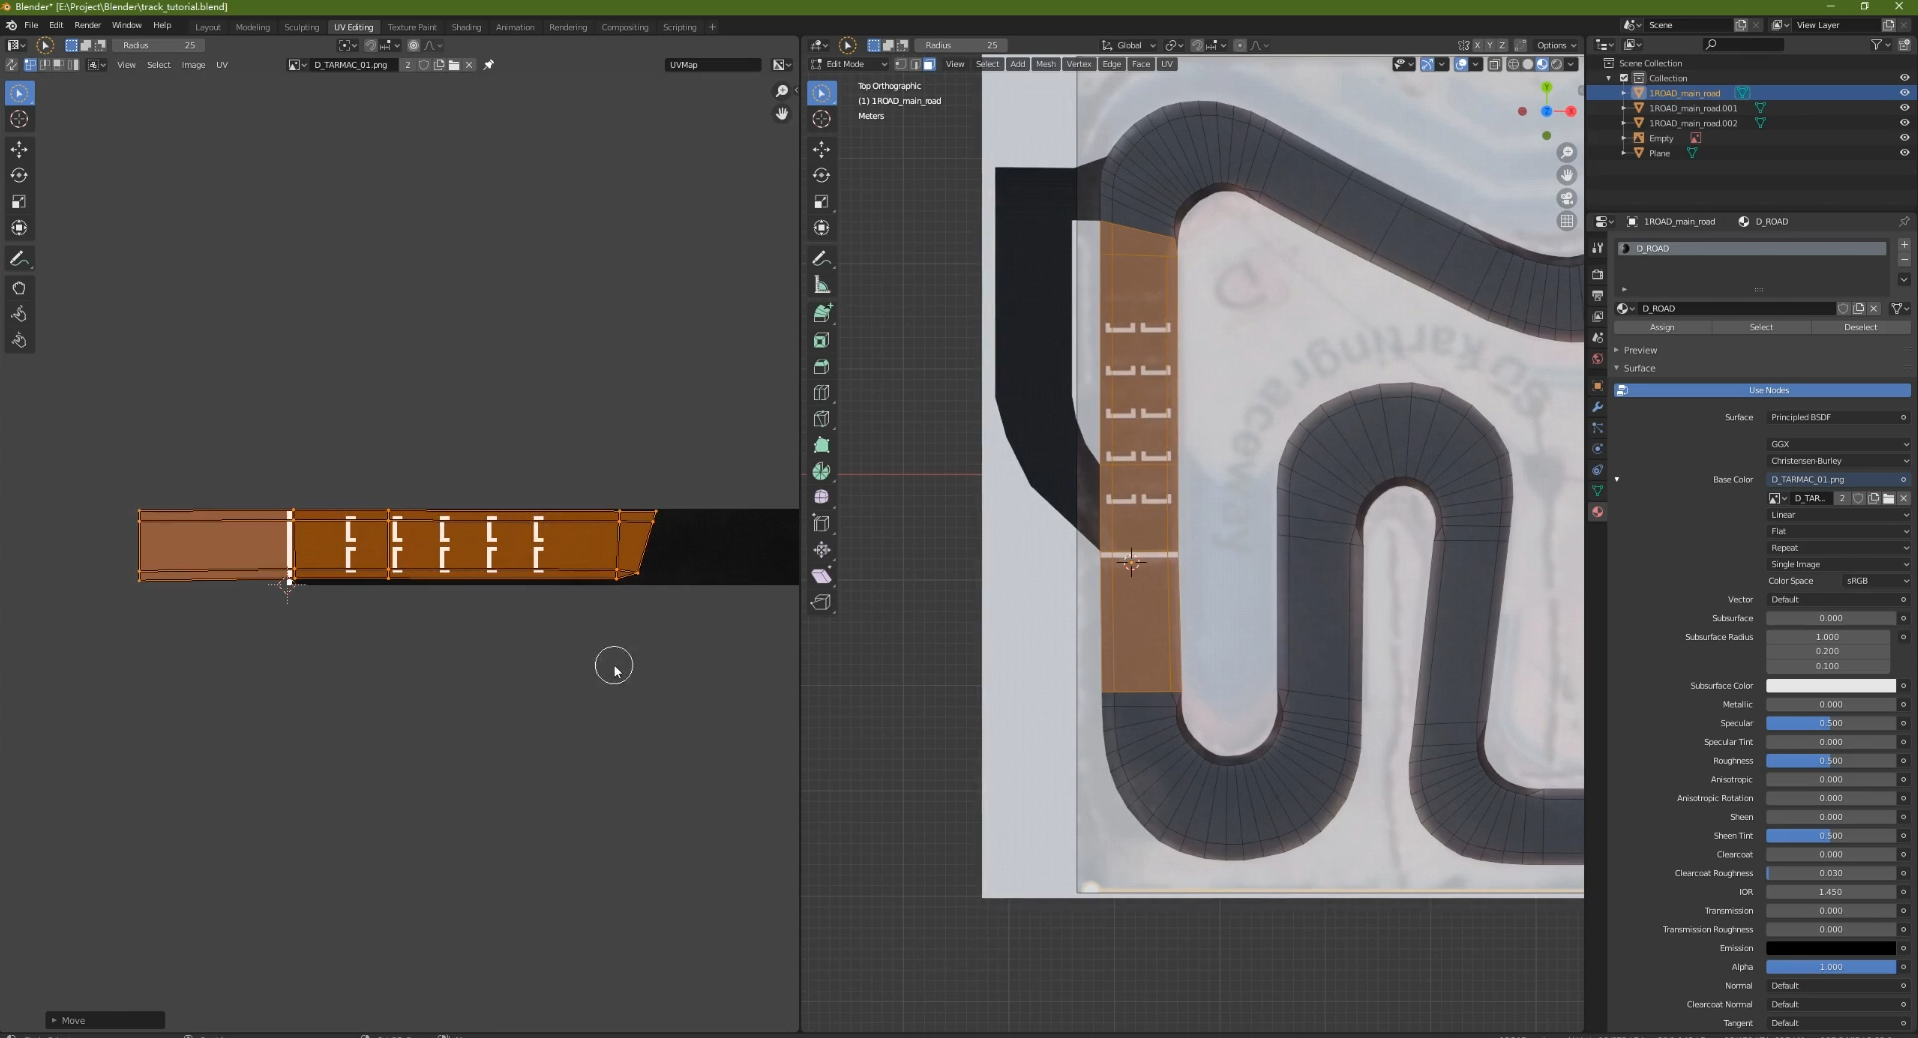 Blender* [E:\Project\Blender\track_tutorial.blend]
File Edit Render Window Help
Layout Modeling Sculpting UV Editing Texture Paint Shading Animation Rendering Compositing Scripting +
Scene
View Layer
Radius 25
View Select Image UV
D_TARMAC_01.png 2
UVMap
Move
Radius 25
Global
X Y Z
Options
Edit Mode View Select Add Mesh Vertex Edge Face UV
Top Orthographic
(1) 1ROAD_main_road
Meters
Y
Z
X
D kartingraceway
Scene Collection
Collection
1ROAD_main_road
1ROAD_main_road.001
1ROAD_main_road.002
Empty
Plane
1ROAD_main_road D_ROAD
D_ROAD
D_ROAD
Assign Select Deselect
Preview
Surface
Use Nodes
Surface Principled BSDF
GGX
Christensen-Burley
Base Color D_TARMAC_01.png
D_TAR... 2
Linear
Flat
Repeat
Single Image
Color Space sRGB
Vector Default
Subsurface 0.000
Subsurface Radius 1.000
0.200
0.100
Subsurface Color
Metallic 0.000
Specular 0.500
Specular Tint 0.000
Roughness 0.500
Anisotropic 0.000
Anisotropic Rotation 0.000
Sheen 0.000
Sheen Tint 0.500
Clearcoat 0.000
Clearcoat Roughness 0.030
IOR 1.450
Transmission 0.000
Transmission Roughness 0.000
Emission
Alpha 1.000
Normal Default
Clearcoat Normal Default
Tangent Default